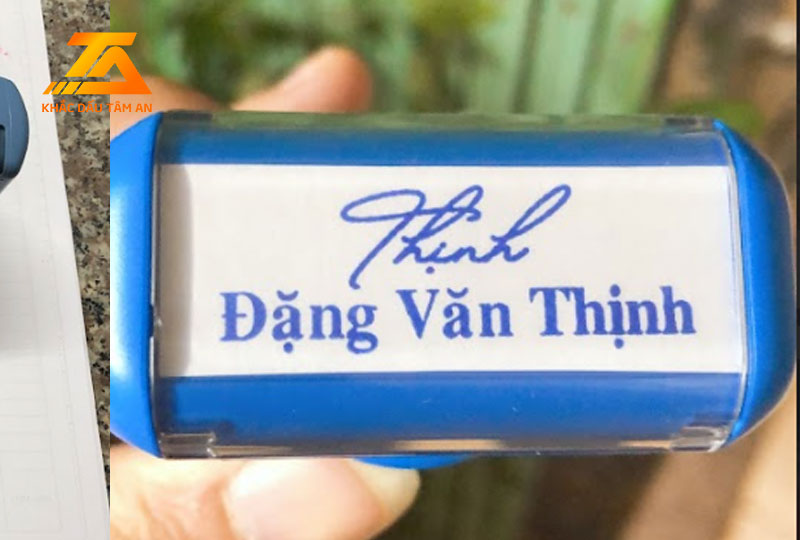 KHẮC DẤU TÂM AN
Thịnh
Đặng Văn Thịnh